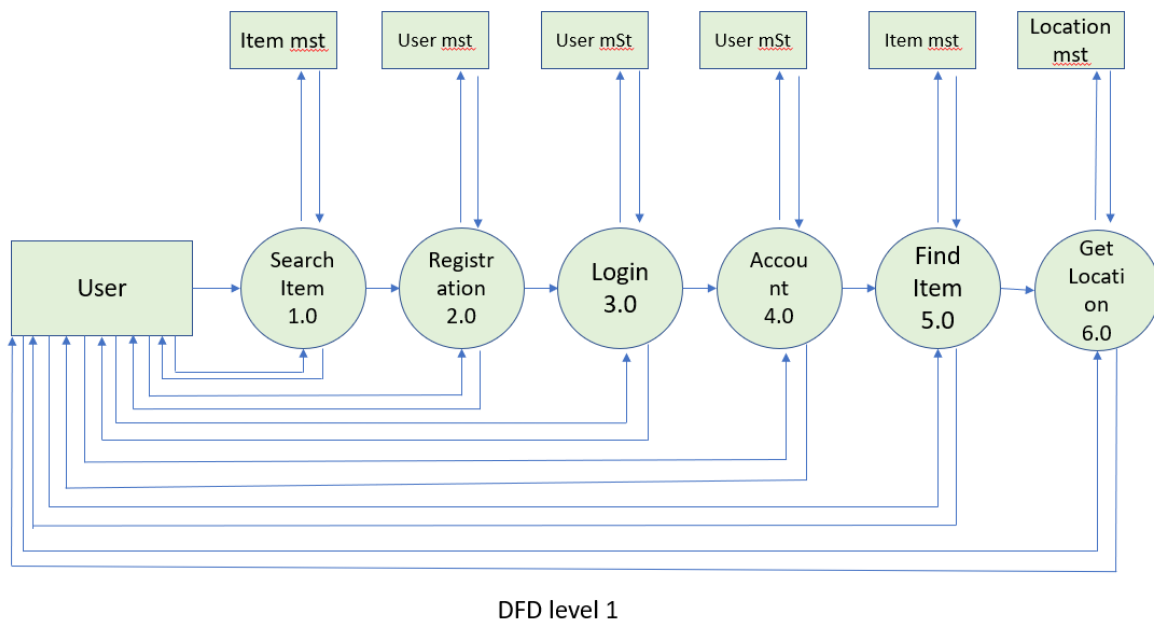 Item mst
User mst
User mSt
User mSt
Item mst
Location
mst
User
Search
Item
1.0
Registr
ation
2.0
Login
3.0
Accou
nt
4.0
Find
Item
5.0
Get
Locati
on
6.0
DFD level 1